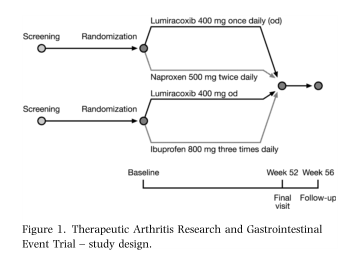 Lumiracoxib 400 mg once daily (od)
Screening Randomization
Naproxen 500 mg twice daily
Lumiracoxib 400 mg od
Screening Randomization
Ibuprofen 800 mg three times daily
Baseline Week 52 Week 56
Final Follow-up
visit
Figure 1. Therapeutic Arthritis Research and Gastrointestinal
Event Trial – study design.